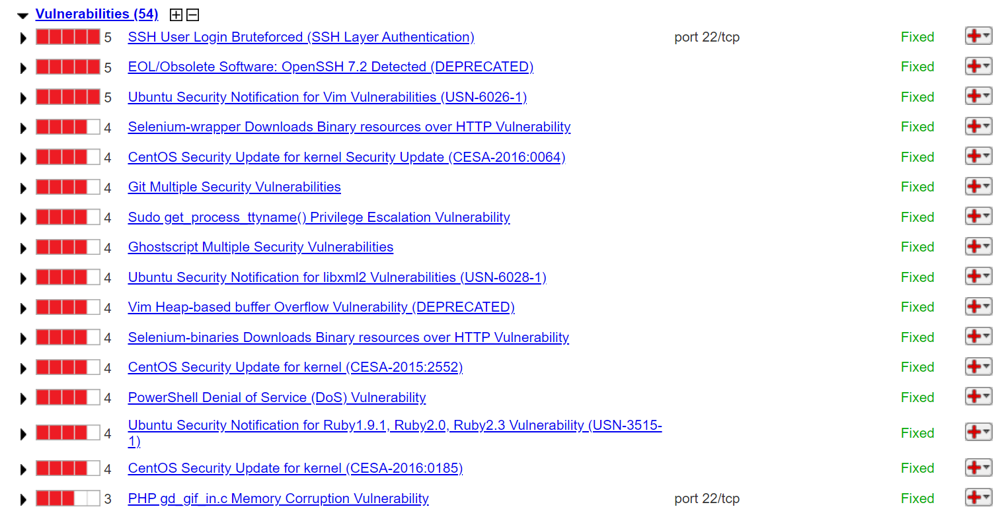 Vulnerabilities (54)
5 SSH User Login Bruteforced (SSH Layer Authentication) port 22/tcp Fixed
5 EOL/Obsolete Software: OpenSSH 7.2 Detected (DEPRECATED) Fixed
5 Ubuntu Security Notification for Vim Vulnerabilities (USN-6026-1) Fixed
4 Selenium-wrapper Downloads Binary resources over HTTP Vulnerability Fixed
4 CentOS Security Update for kernel Security Update (CESA-2016:0064) Fixed
4 Git Multiple Security Vulnerabilities Fixed
4 Sudo get_process_ttyname() Privilege Escalation Vulnerability Fixed
4 Ghostscript Multiple Security Vulnerabilities Fixed
4 Ubuntu Security Notification for libxml2 Vulnerabilities (USN-6028-1) Fixed
4 Vim Heap-based buffer Overflow Vulnerability (DEPRECATED) Fixed
4 Selenium-binaries Downloads Binary resources over HTTP Vulnerability Fixed
4 CentOS Security Update for kernel (CESA-2015:2552) Fixed
4 PowerShell Denial of Service (DoS) Vulnerability Fixed
4 Ubuntu Security Notification for Ruby1.9.1, Ruby2.0, Ruby2.3 Vulnerability (USN-3515-
1) Fixed
4 CentOS Security Update for kernel (CESA-2016:0185) Fixed
3 PHP gd_gif_in.c Memory Corruption Vulnerability port 22/tcp Fixed